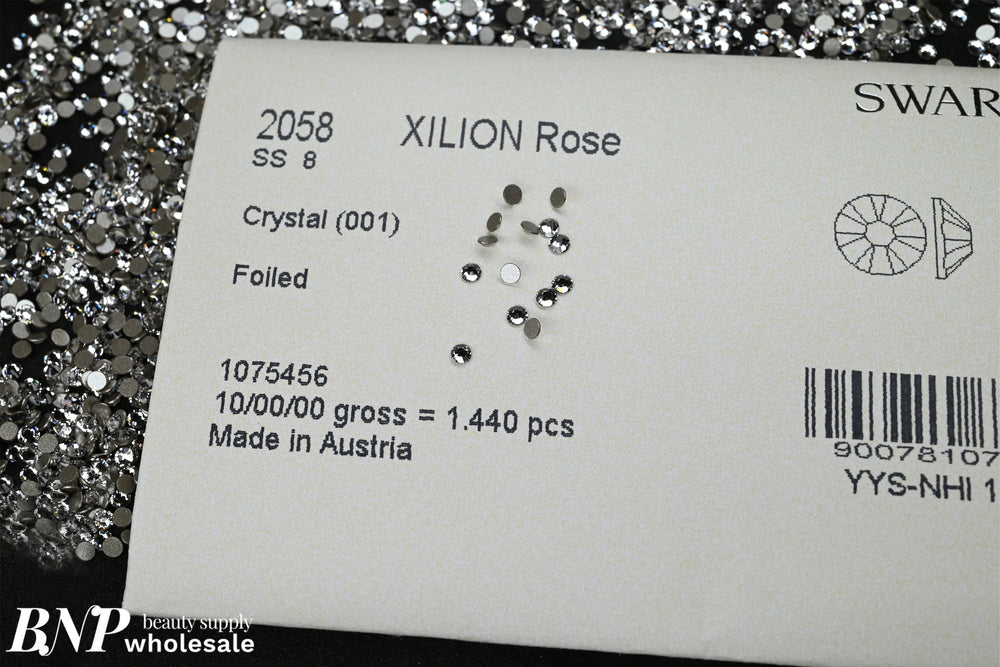 SWAR
2058 XILION Rose
SS 8
Crystal (001)
Foiled
1075456
10/00/00 gross = 1.440 pcs
Made in Austria
90078107
YYS-NHI 1
BNP beauty supply
wholesale